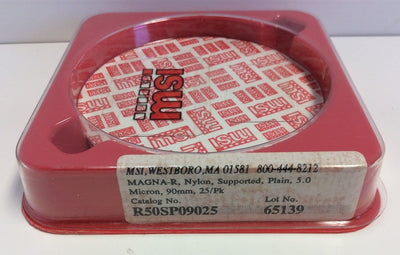 MSI
MSI, WESTBORO, MA 01581 800-444-8212
MAGNA-R, Nylon, Supported, Plain, 5.0
Micron, 90mm, 25/Pk
Catalog No. Lot No.
R50SP09025 65139